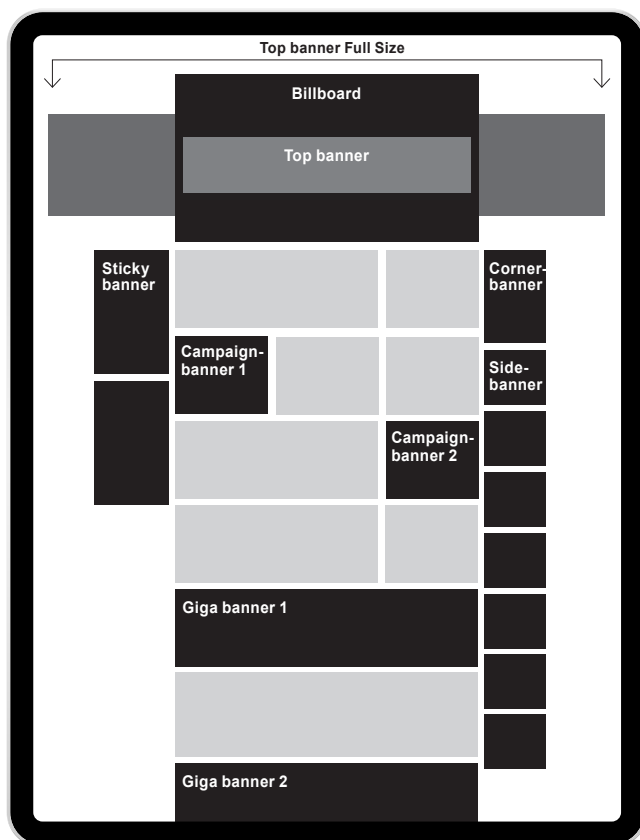 Top banner Full Size
Billboard
Top banner
Sticky
banner
Corner-
banner
Campaign-
banner 1
Side-
banner
Campaign-
banner 2
Giga banner 1
Giga banner 2